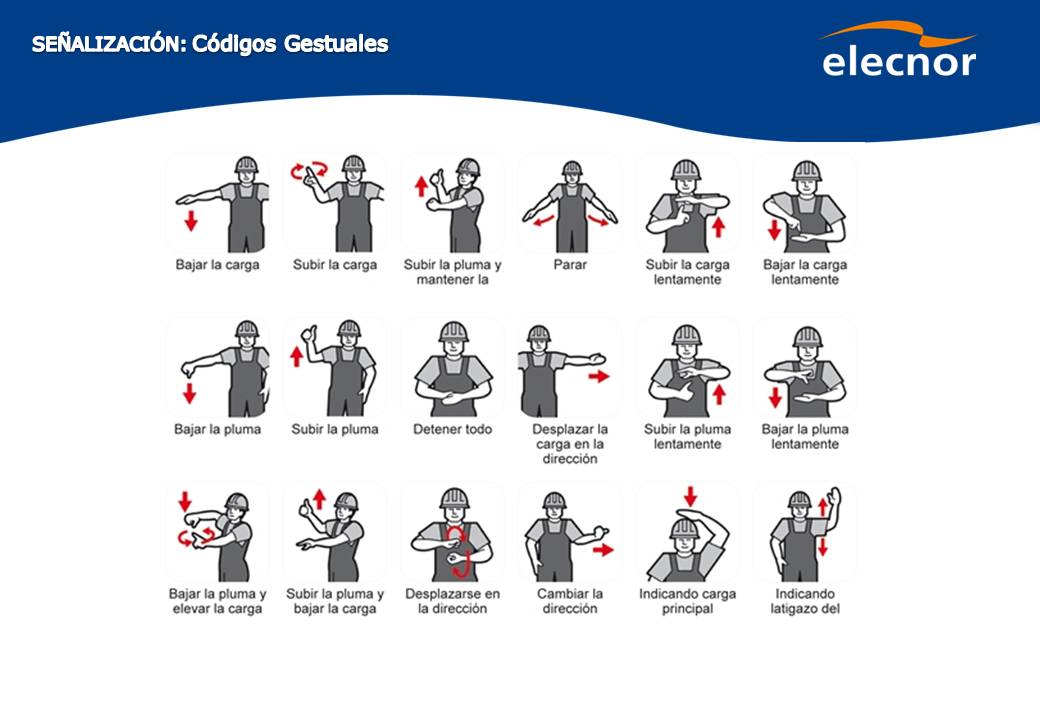 SEÑALIZACIÓN: Códigos Gestuales
elecnor
Bajar la carga
Subir la carga
Subir la pluma y
mantener la
Parar
Subir la carga
lentamente
Bajar la carga
lentamente
Bajar la pluma
Subir la pluma
Detener todo
Desplazar la
carga en la
dirección
Subir la pluma
lentamente
Bajar la pluma
lentamente
Bajar la pluma y
elevar la carga
Subir la pluma y
bajar la carga
Desplazarse en
la dirección
Cambiar la
dirección
Indicando carga
principal
Indicando
latigazo del